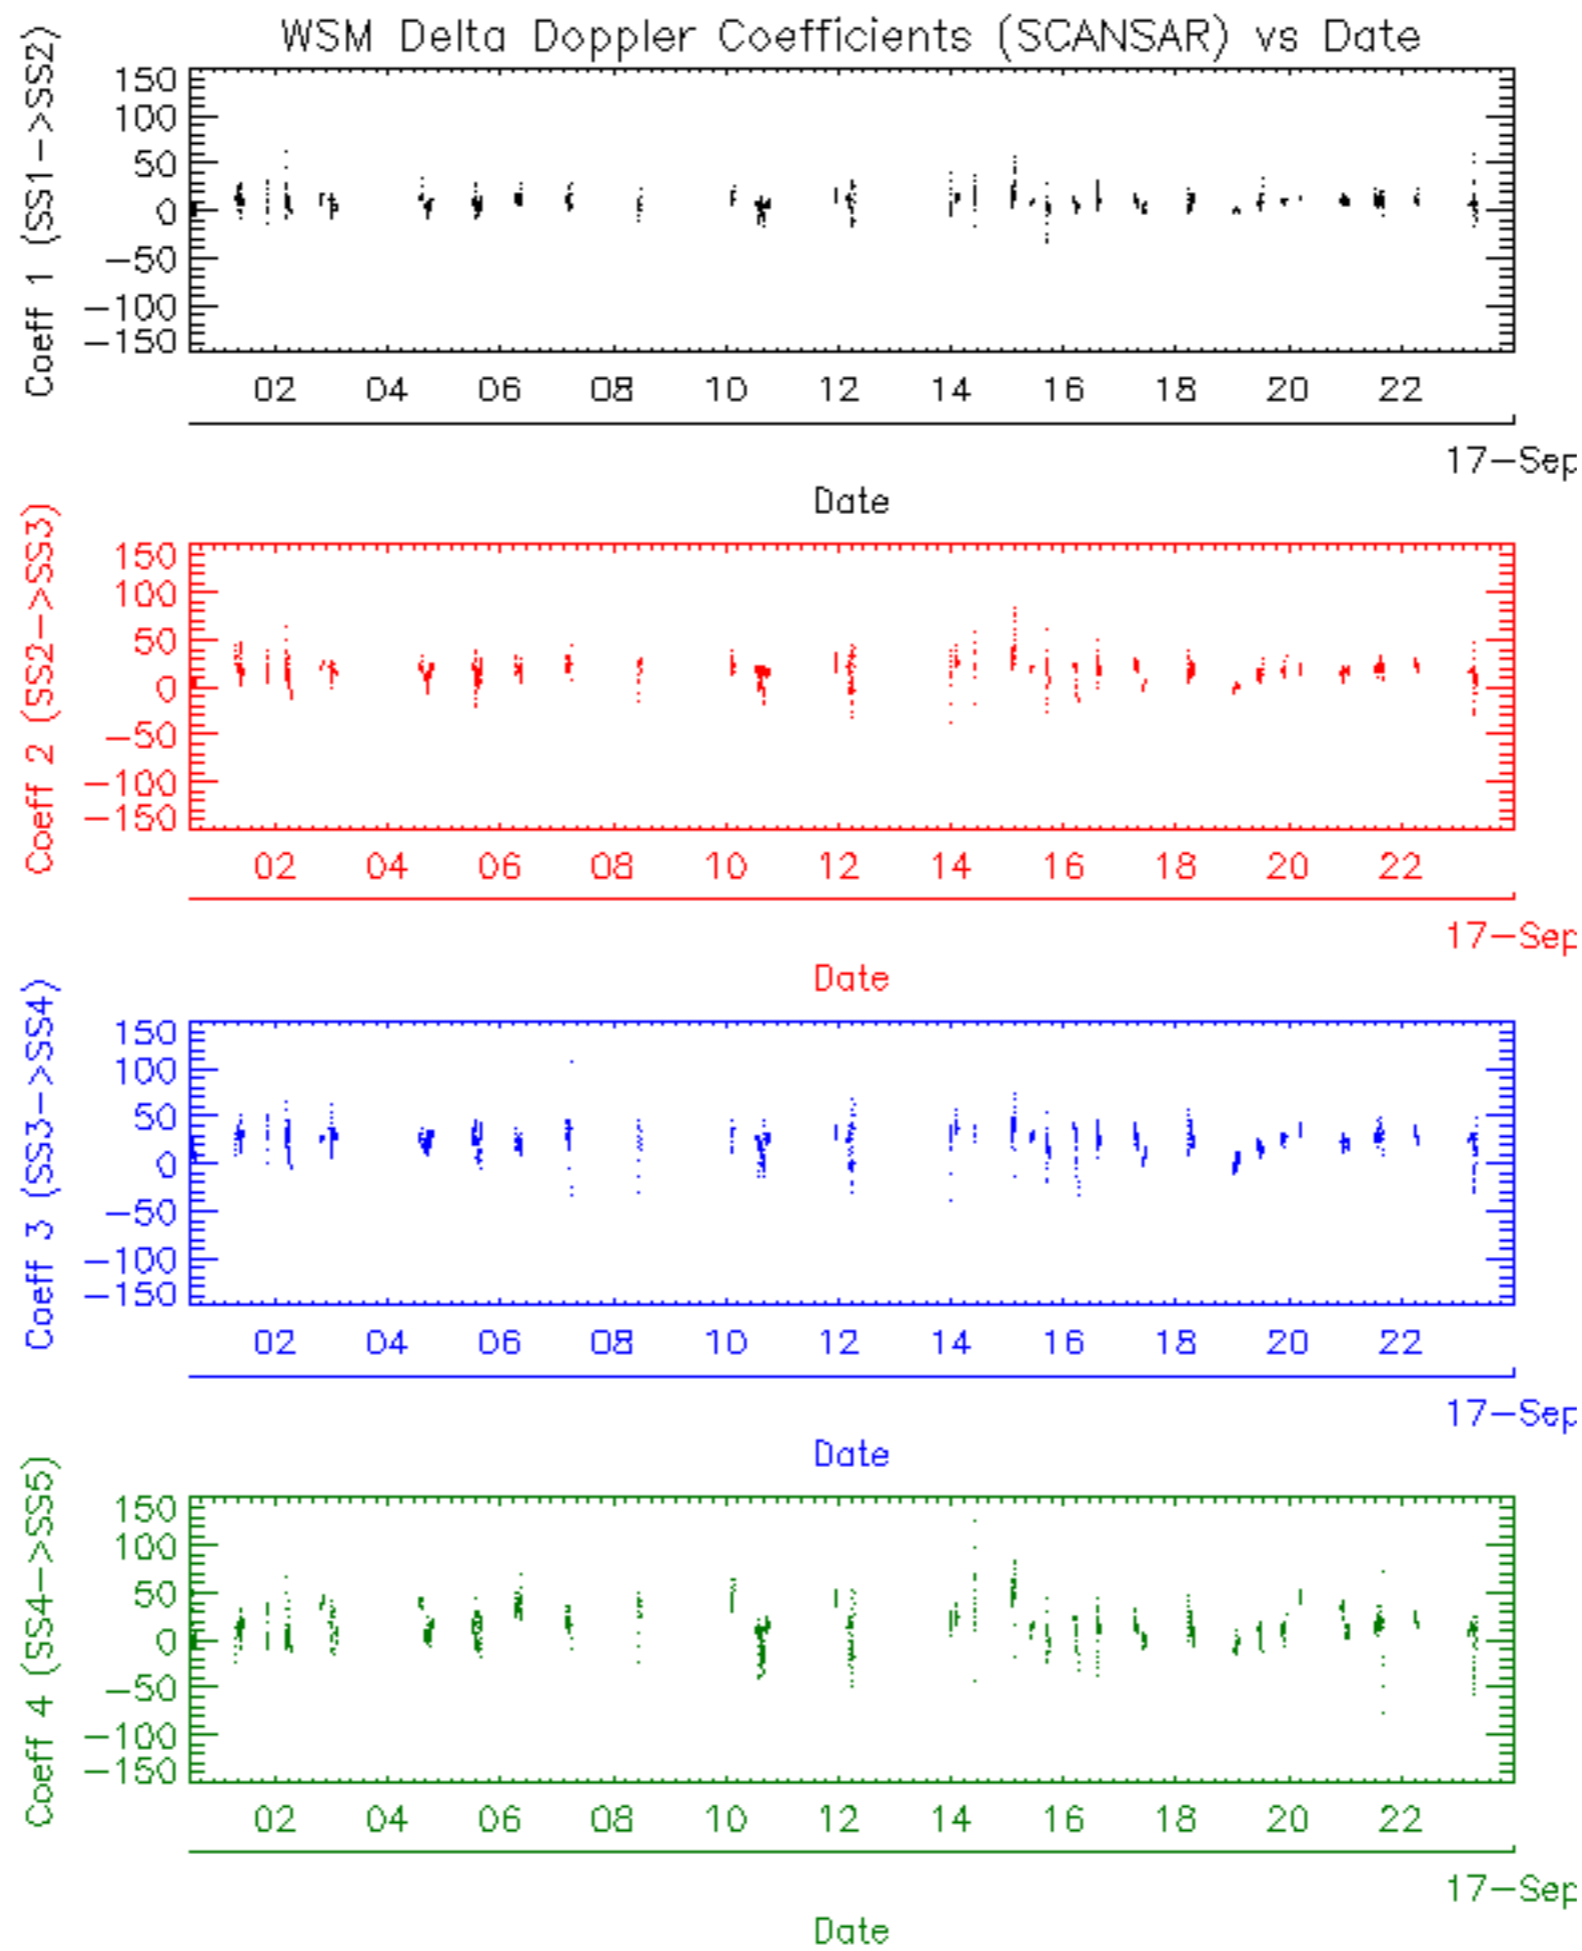 WSM Delta Doppler Coefficients (SCANSAR) vs Date
Coeff 1 (SS1->SS2)
150
100
50
0
-50
-100
-150
02 04 06 08 10 12 14 16 18 20 22
17-Sep
Date
Coeff 2 (SS2->SS3)
150
100
50
0
-50
-100
-150
02 04 06 08 10 12 14 16 18 20 22
17-Sep
Date
Coeff 3 (SS3->SS4)
150
100
50
0
-50
-100
-150
02 04 06 08 10 12 14 16 18 20 22
17-Sep
Date
Coeff 4 (SS4->SS5)
150
100
50
0
-50
-100
-150
02 04 06 08 10 12 14 16 18 20 22
17-Sep
Date